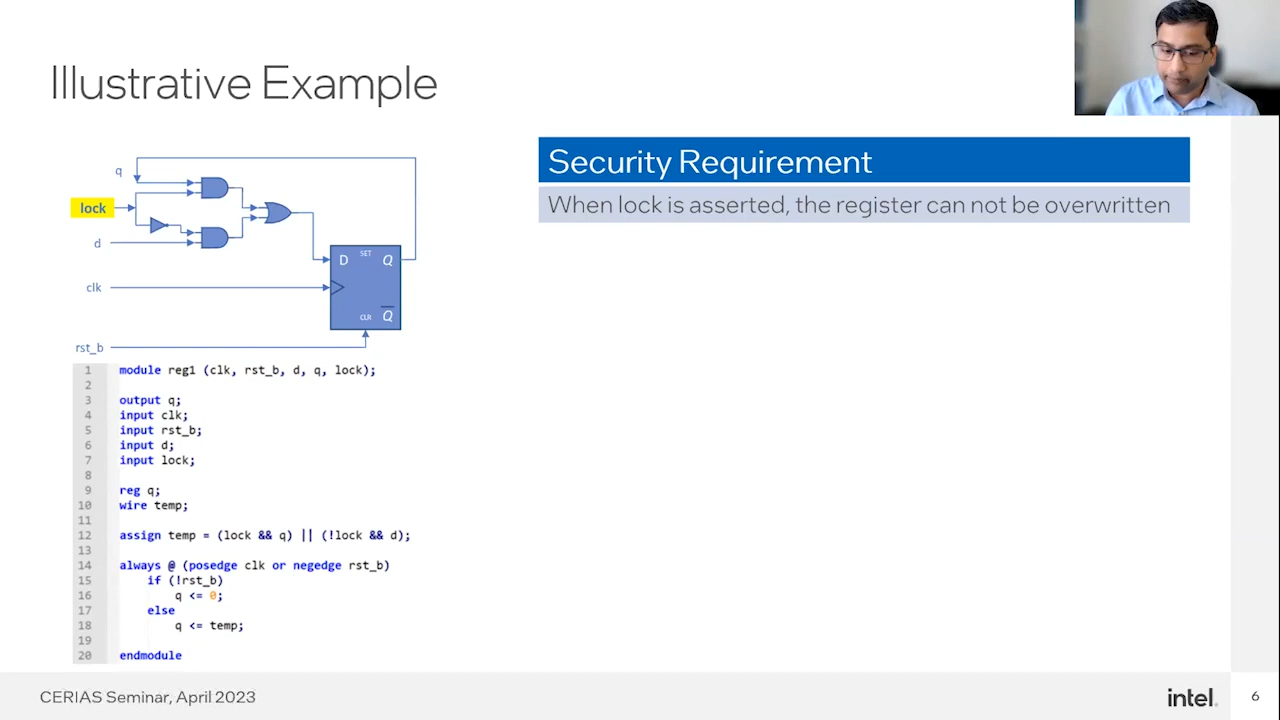 Illustrative Example
Security Requirement
When lock is asserted, the register can not be overwritten
q
lock
d
clk
rst_b
D SET Q
CLR Q
1 module reg1 (clk, rst_b, d, q, lock);
2
3 output q;
4 input clk;
5 input rst_b;
6 input d;
7 input lock;
8
9 reg q;
10 wire temp;
11
12 assign temp = (lock && q) || (!lock && d);
13
14 always @ (posedge clk or negedge rst_b)
15 if (!rst_b)
16 q <= 0;
17 else
18 q <= temp;
19
20 endmodule
CERIAS Seminar, April 2023
intel.
6